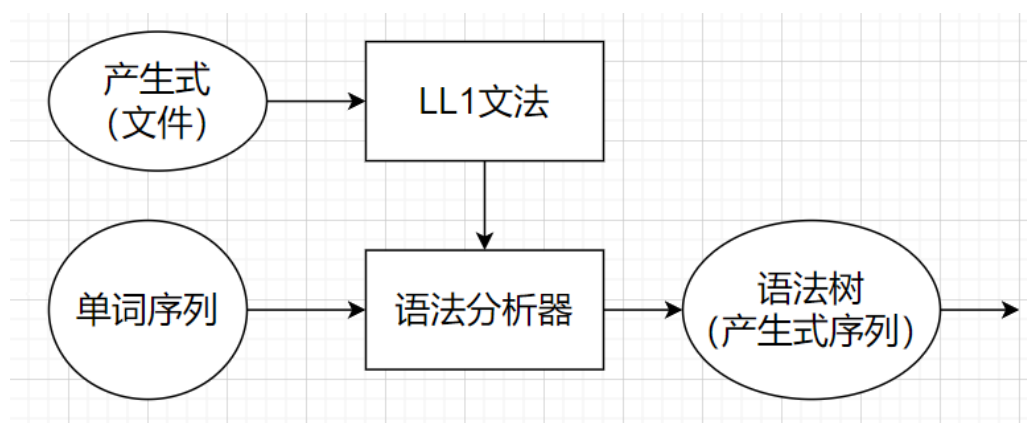 产生式
（文件）
LL1文法
单词序列
语法分析器
语法树
（产生式序列）